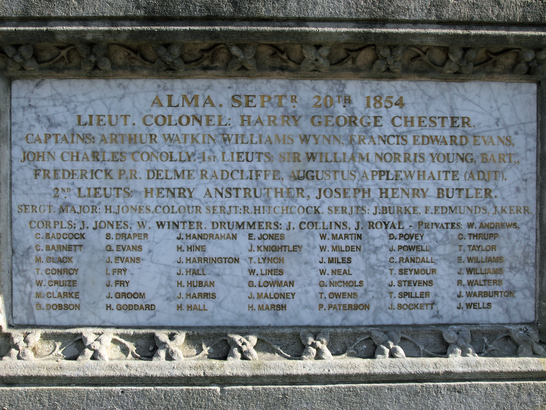 ALMA. SEPTR 20TH 1854
LIEUT. COLONEL: HARRY GEORGE CHESTER.
CAPTAINS: ARTHUR WATKIN WILLIAMS WYNN, FRANCIS EDWARD EVANS,
JOHN CHARLES CONOLLY. 1ST LIEUTS: SIR WILLIAM NORRIS YOUNG, BART.,
FREDERICK P.R. DELME RADCLIFFE, AUGUSTUS APPLEWHAITE (ADJT).
2ND LIEUTS: HENRY ANSTRUTHER, JOSEPH HENRY BUTLER.
SERGT. MAJOR: H.JONES. COLOUR SERJT: R.HITCHCOCK. SERJTS: J.BURKE, F.EDMUNDS, J.KERR.
CORPLS: J. JONES, W. WINTER. DRUMMERS: J. COLLINS, J. ROYAL - PRIVATES: W. ANDREWS,
C. BADCOCK S. DRAPER J. HANDRAHAN E. JONES W. MARTIN D. POVEY C. THRUPP
C. BARNETT G. EVANS H. HINE J. KNIGHTLEY W. MILDEN J. POWELL T. TAYLOR
M. BLACK J. EVANS J. HARRINGTON T. LYNCH J. MILES C. RANDALL E. WILLIAMS
T. CONROY I. FRY J. HALL W. LINES W. NEAL T. SEYMOUR J. WILLIAMS
W. CRUIZE J. FRY H. HUBAN G. LOWMAN G. NICHOLS J. STEVENS R. WALTERS
M. CLARKE J. GROOM J. HARRIS J. MALONEY T. OWENS T. SPILLER J. WARBURTON
B. DOBSON H. GODDARD H. HALL H. MARSH P. PATERSON J. SOCKETT J. WELLS